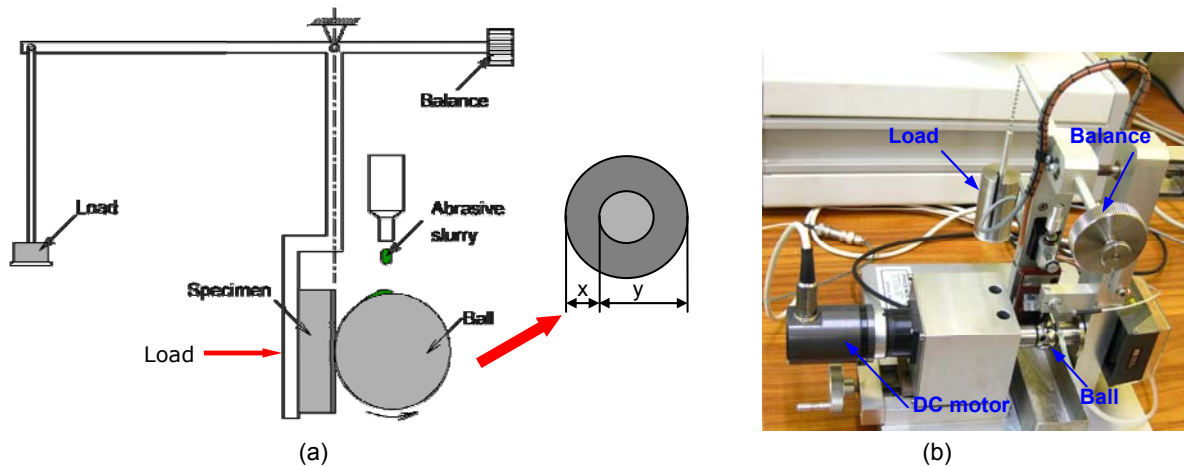 Balance
Abrasive
slurry
Load
Specimen
Ball
Load
x
y
(a)
Load
Balance
DC motor
Ball
(b)